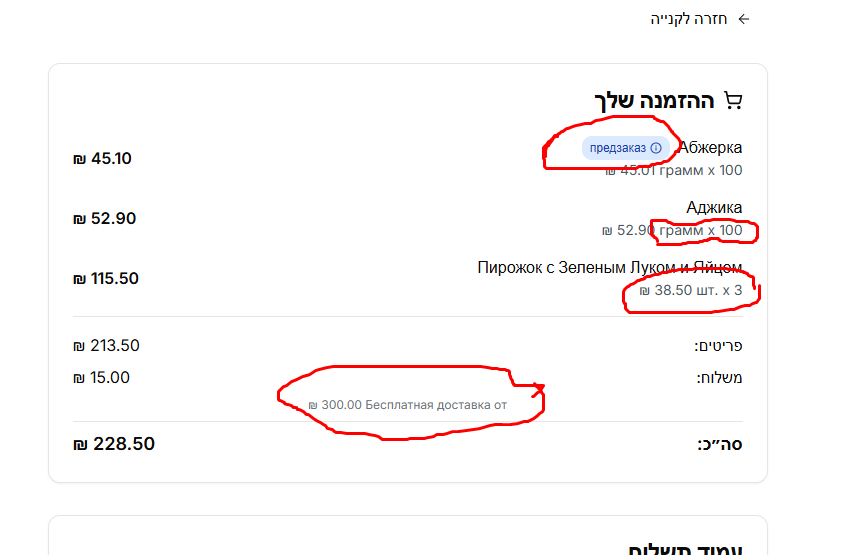 חזרה לקנייה
ההזמנה שלך
Абжерка предзаказ ₪ 45.10
₪ 45.01 грамм x 100
Аджика ₪ 52.90
₪ 52.90 грамм x 100
Пирожок с Зеленым Луком и Яйцом ₪ 115.50
₪ 38.50 шт. x 3
פריטים: ₪ 213.50
משלוח: ₪ 15.00
₪ 300.00 Бесплатная доставка от
סה״כ: ₪ 228.50
עמוד תשלום